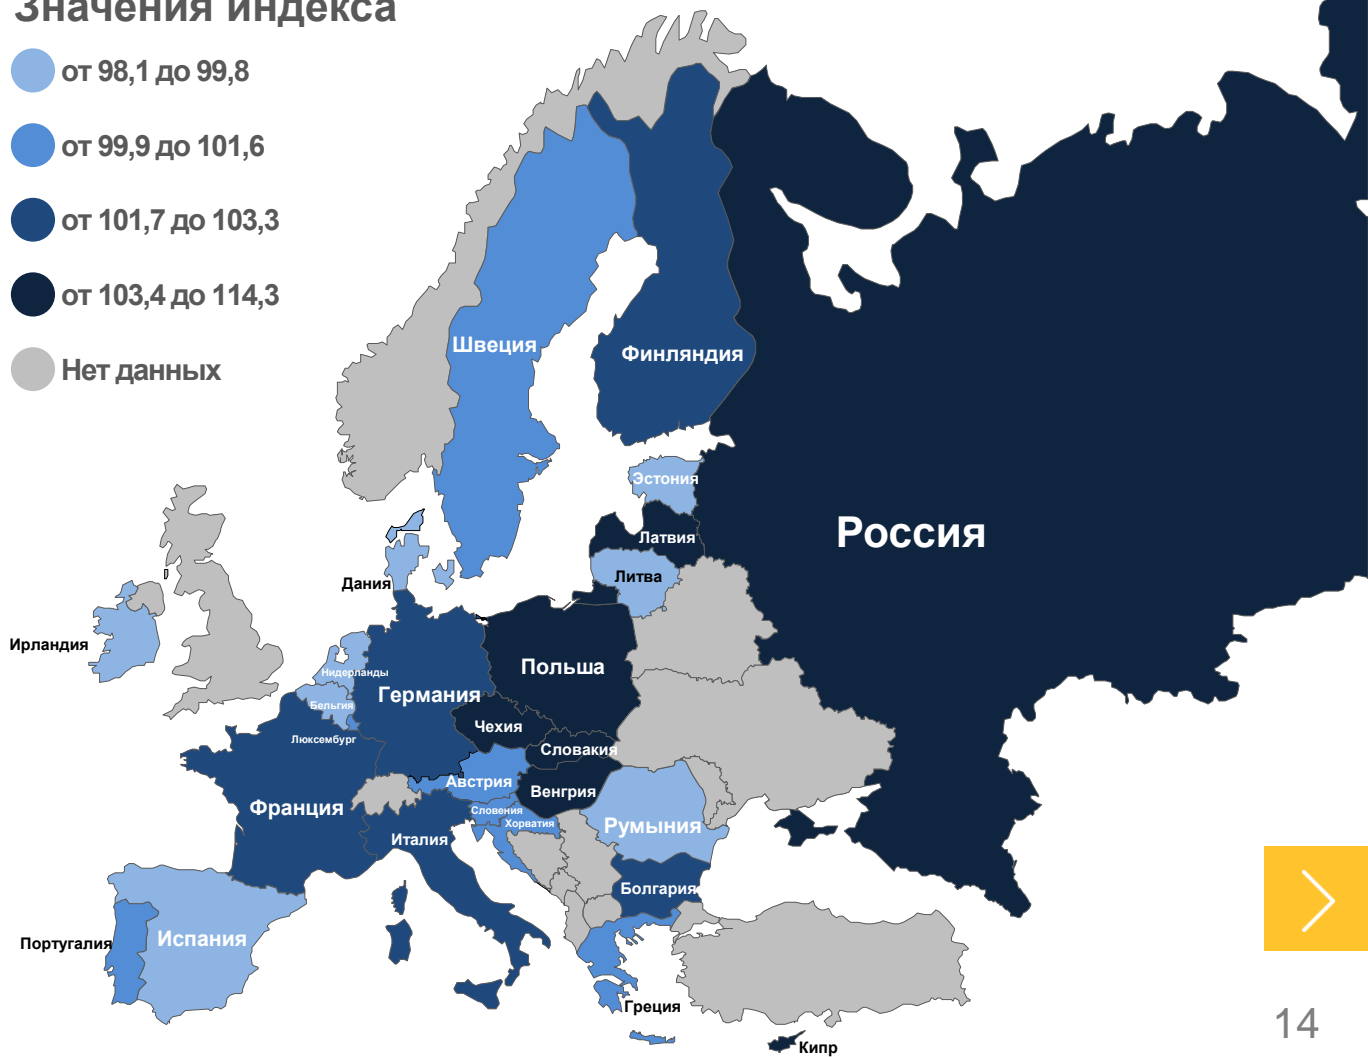 Значения индекса
от 98,1 до 99,8
от 99,9 до 101,6
от 101,7 до 103,3
от 103,4 до 114,3
Нет данных
Швеция
Финляндия
Эстония
Россия
Латвия
Литва
Дания
Ирландия
Польша
Нидерланды
Германия
Бельгия
Чехия
Люксембург
Словакия
Австрия
Венгрия
Франция
Словения
Хорватия
Румыния
Италия
Болгария
Испания
Португалия
Греция
Кипр
14